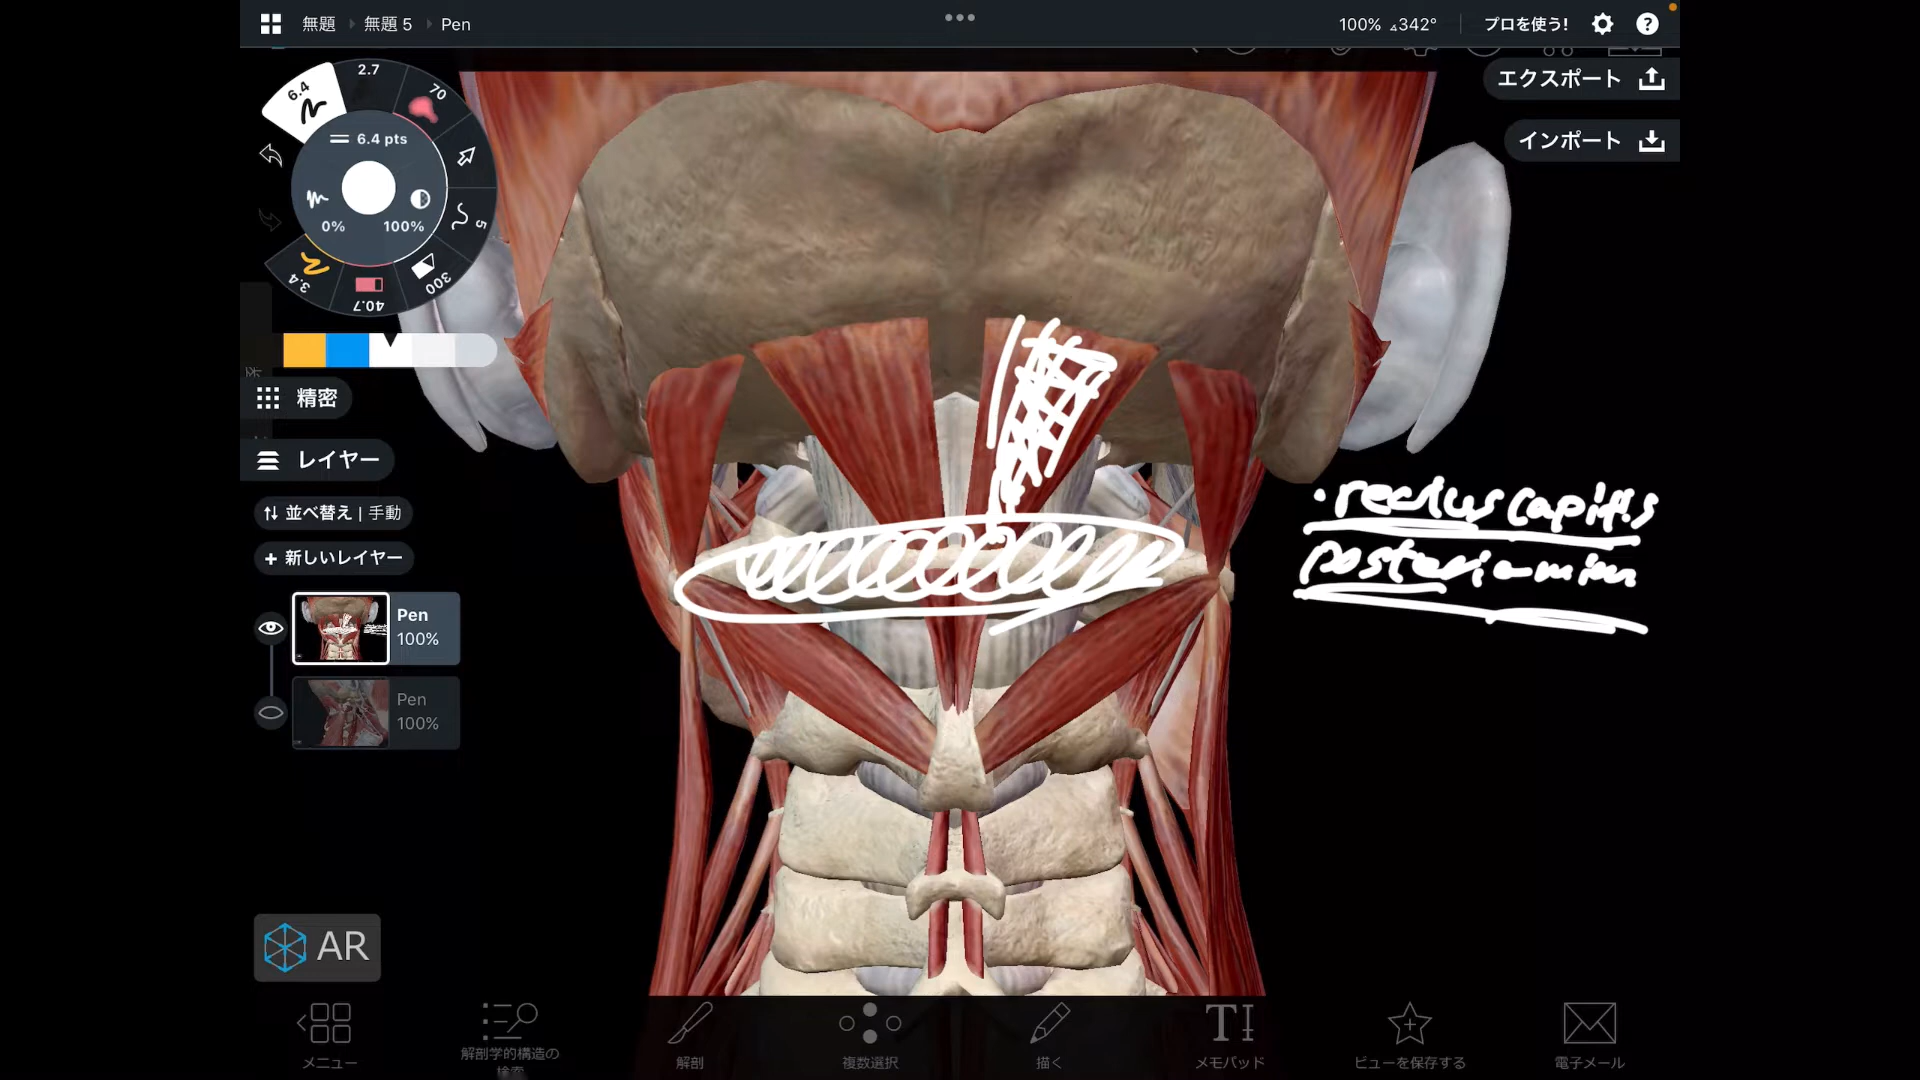 無題 無題 5 Pen
100% 342° プロを使う!
2.7
6.4
70
6.4 pts
0% 100%
5
300
40.7
3.4
エクスポート
インポート
精密
レイヤー
並べ替え | 手動
+ 新しいレイヤー
Pen
100%
Pen
100%
・rectus capitis
posterior
AR
メニュー
解剖学的構造の
検索
解剖
複数選択
描く
メモパッド
ビューを保存する
電子メール